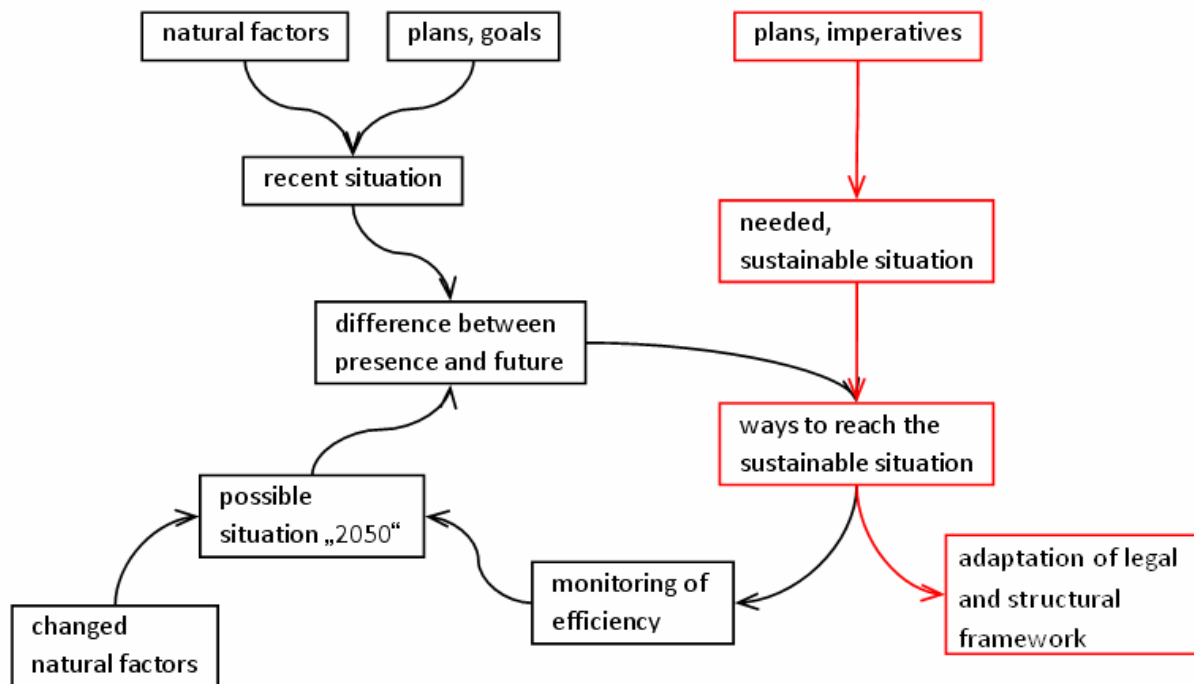 natural factors
plans, goals
plans, imperatives
recent situation
needed,
sustainable situation
difference between
presence and future
ways to reach the
sustainable situation
possible
situation „2050“
adaptation of legal
and structural
framework
monitoring of
efficiency
changed
natural factors